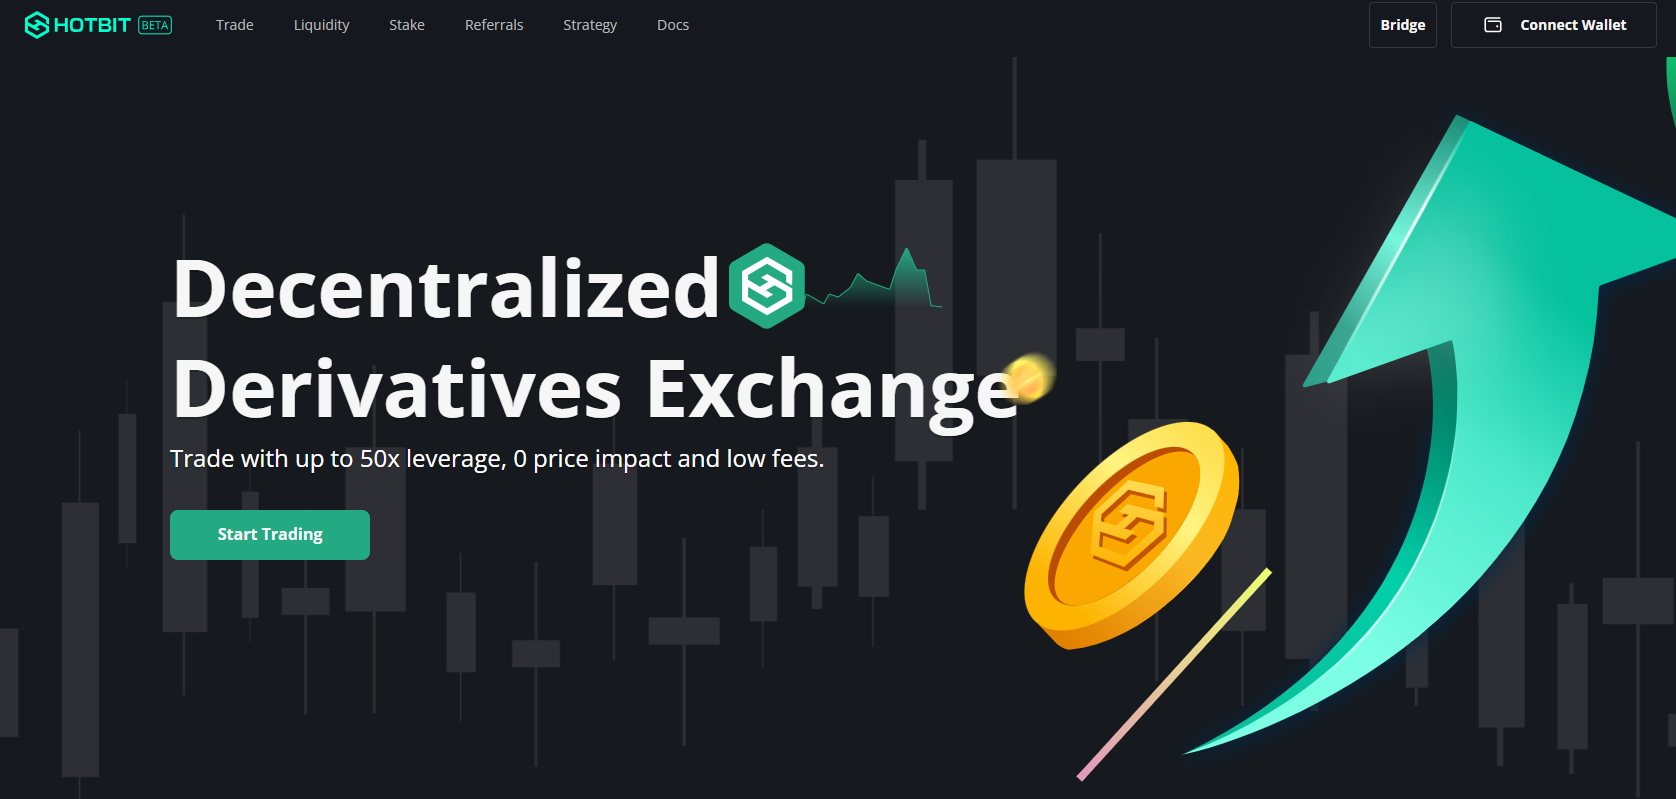 HOTBIT BETA Trade Liquidity Stake Referrals Strategy Docs Bridge Connect Wallet
Decentralized
Derivatives Exchange
Trade with up to 50x leverage, 0 price impact and low fees.
Start Trading